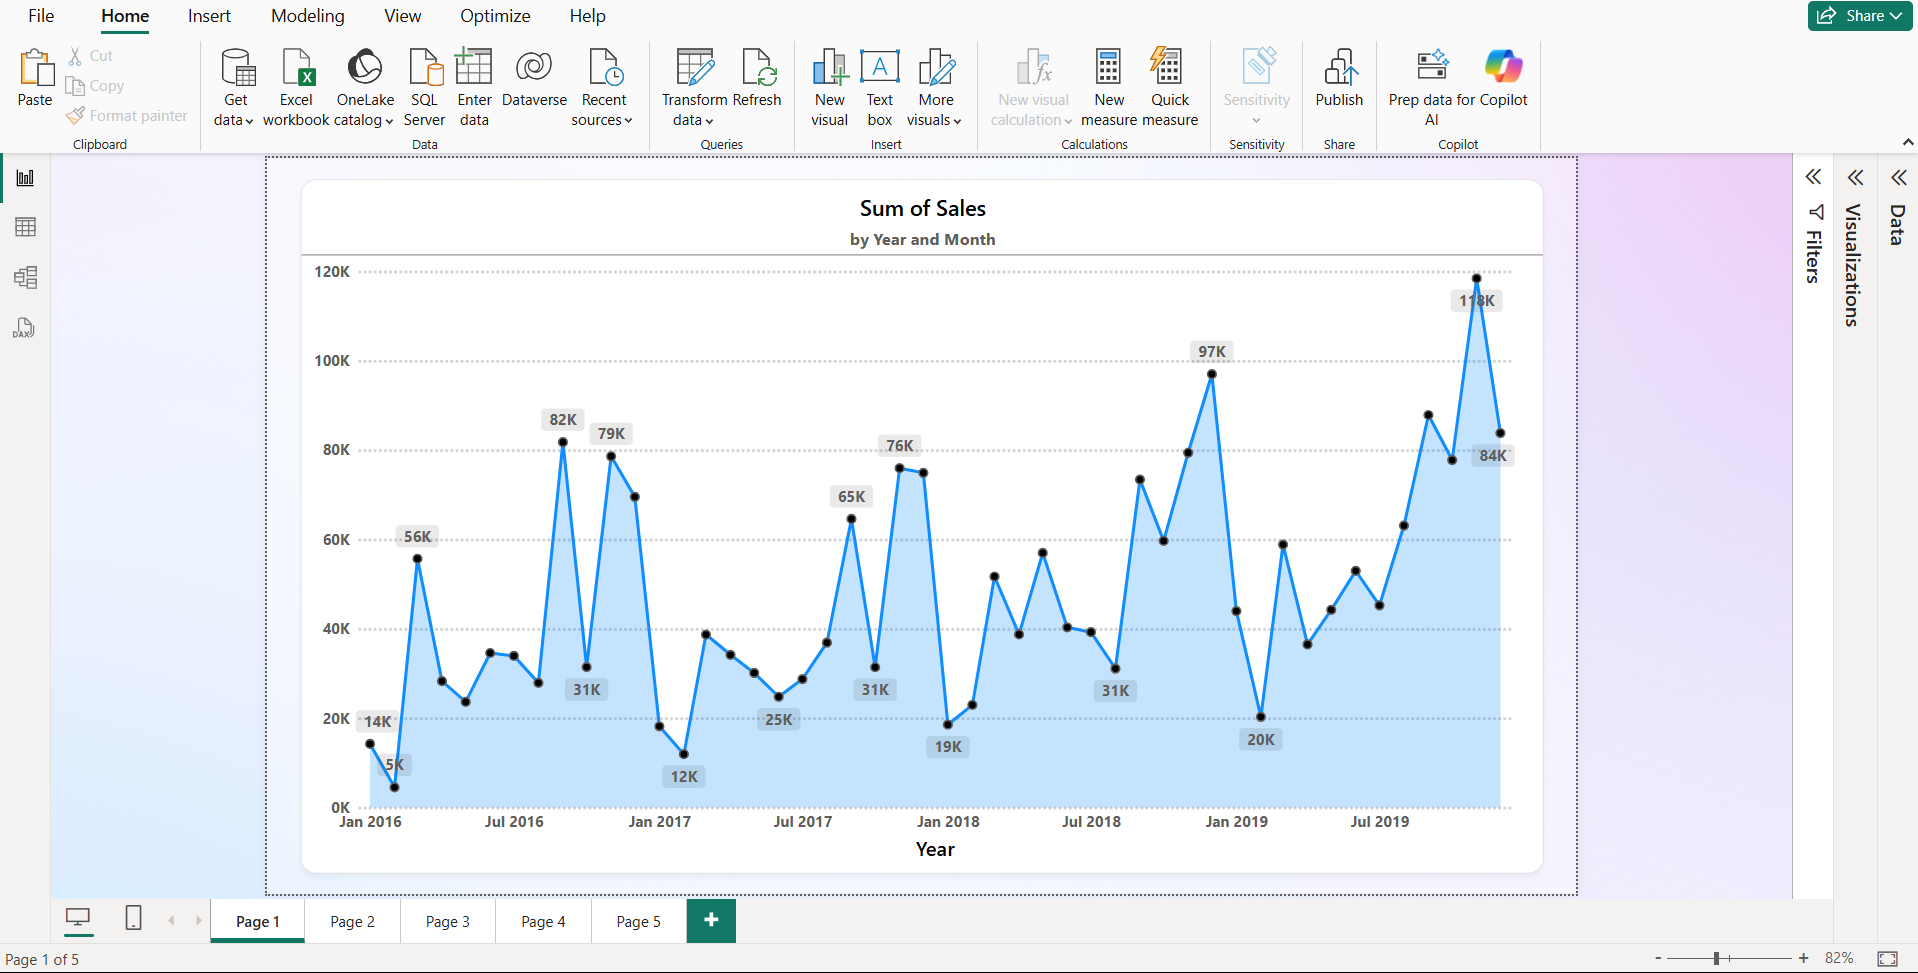 File Home Insert Modeling View Optimize Help Share
Paste
Cut
Copy
Format painter
Clipboard
Get data
Excel workbook
OneLake catalog
SQL Server
Enter data
Dataverse
Recent sources
Data
Transform data
Refresh
Queries
New visual
Text box
More visuals
Insert
New visual calculation
New measure
Quick measure
Calculations
Sensitivity
Sensitivity
Publish
Share
Prep data for AI
Copilot
Copilot
DAX
Sum of Sales
by Year and Month
120K
100K
80K
60K
40K
20K
0K
14K
5K
56K
82K
31K
79K
12K
25K
65K
31K
76K
19K
31K
97K
20K
118K
84K
Jan 2016 Jul 2016 Jan 2017 Jul 2017 Jan 2018 Jul 2018 Jan 2019 Jul 2019
Year
Filters
Visualizations
Data
Page 1 Page 2 Page 3 Page 4 Page 5 +
Page 1 of 5
- + 82%